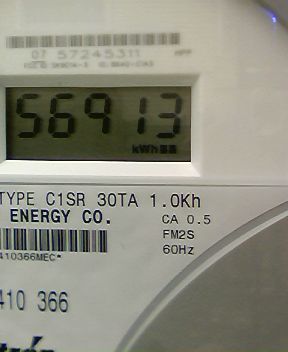 07 57245311
56913
kWh
TYPE C1SR 30TA 1.0Kh
ENERGY CO.
CA 0.5
FM2S
60Hz
410366MEC*
410 366